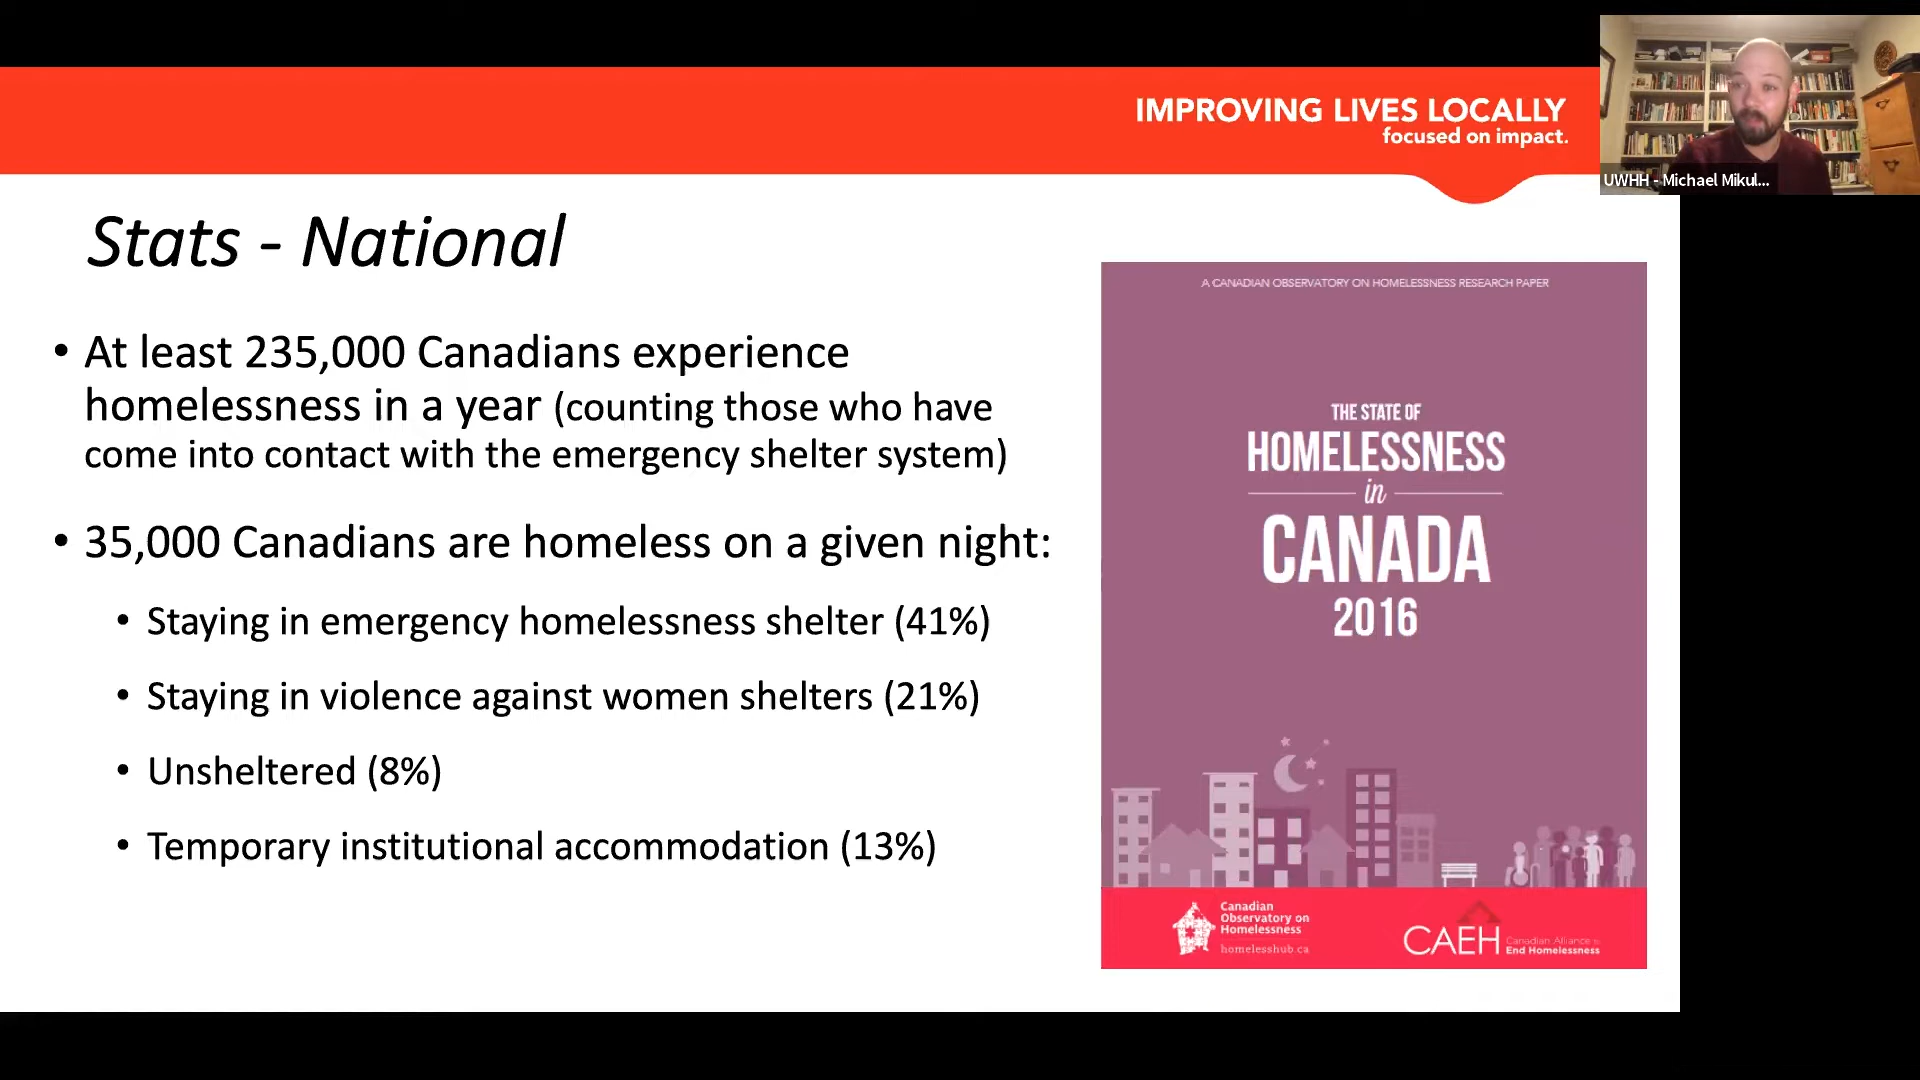 IMPROVING LIVES LOCALLY
focused on impact.
UWHH - Michael Mikul...
Stats - National
• At least 235,000 Canadians experience
homelessness in a year (counting those who have
come into contact with the emergency shelter system)
• 35,000 Canadians are homeless on a given night:
• Staying in emergency homelessness shelter (41%)
• Staying in violence against women shelters (21%)
• Unsheltered (8%)
• Temporary institutional accommodation (13%)
A CANADIAN OBSERVATORY ON HOMELESSNESS RESEARCH PAPER
THE STATE OF
HOMELESSNESS
in
CANADA
2016
Canadian
Observatory on
Homelessness
homelesshub.ca
CAEH
Canadian Alliance to
End Homelessness